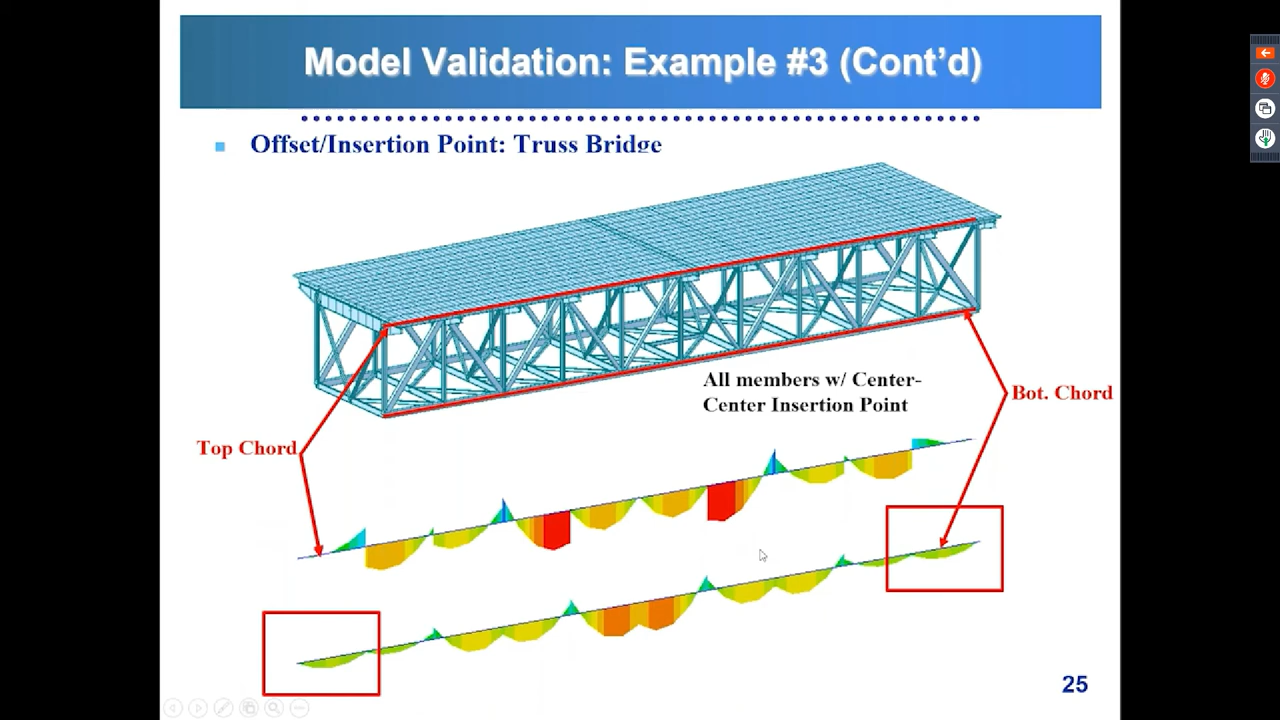 Model Validation: Example #3 (Cont'd)
Offset/Insertion Point: Truss Bridge
All members w/ Center-
Center Insertion Point
Bot. Chord
Top Chord
25